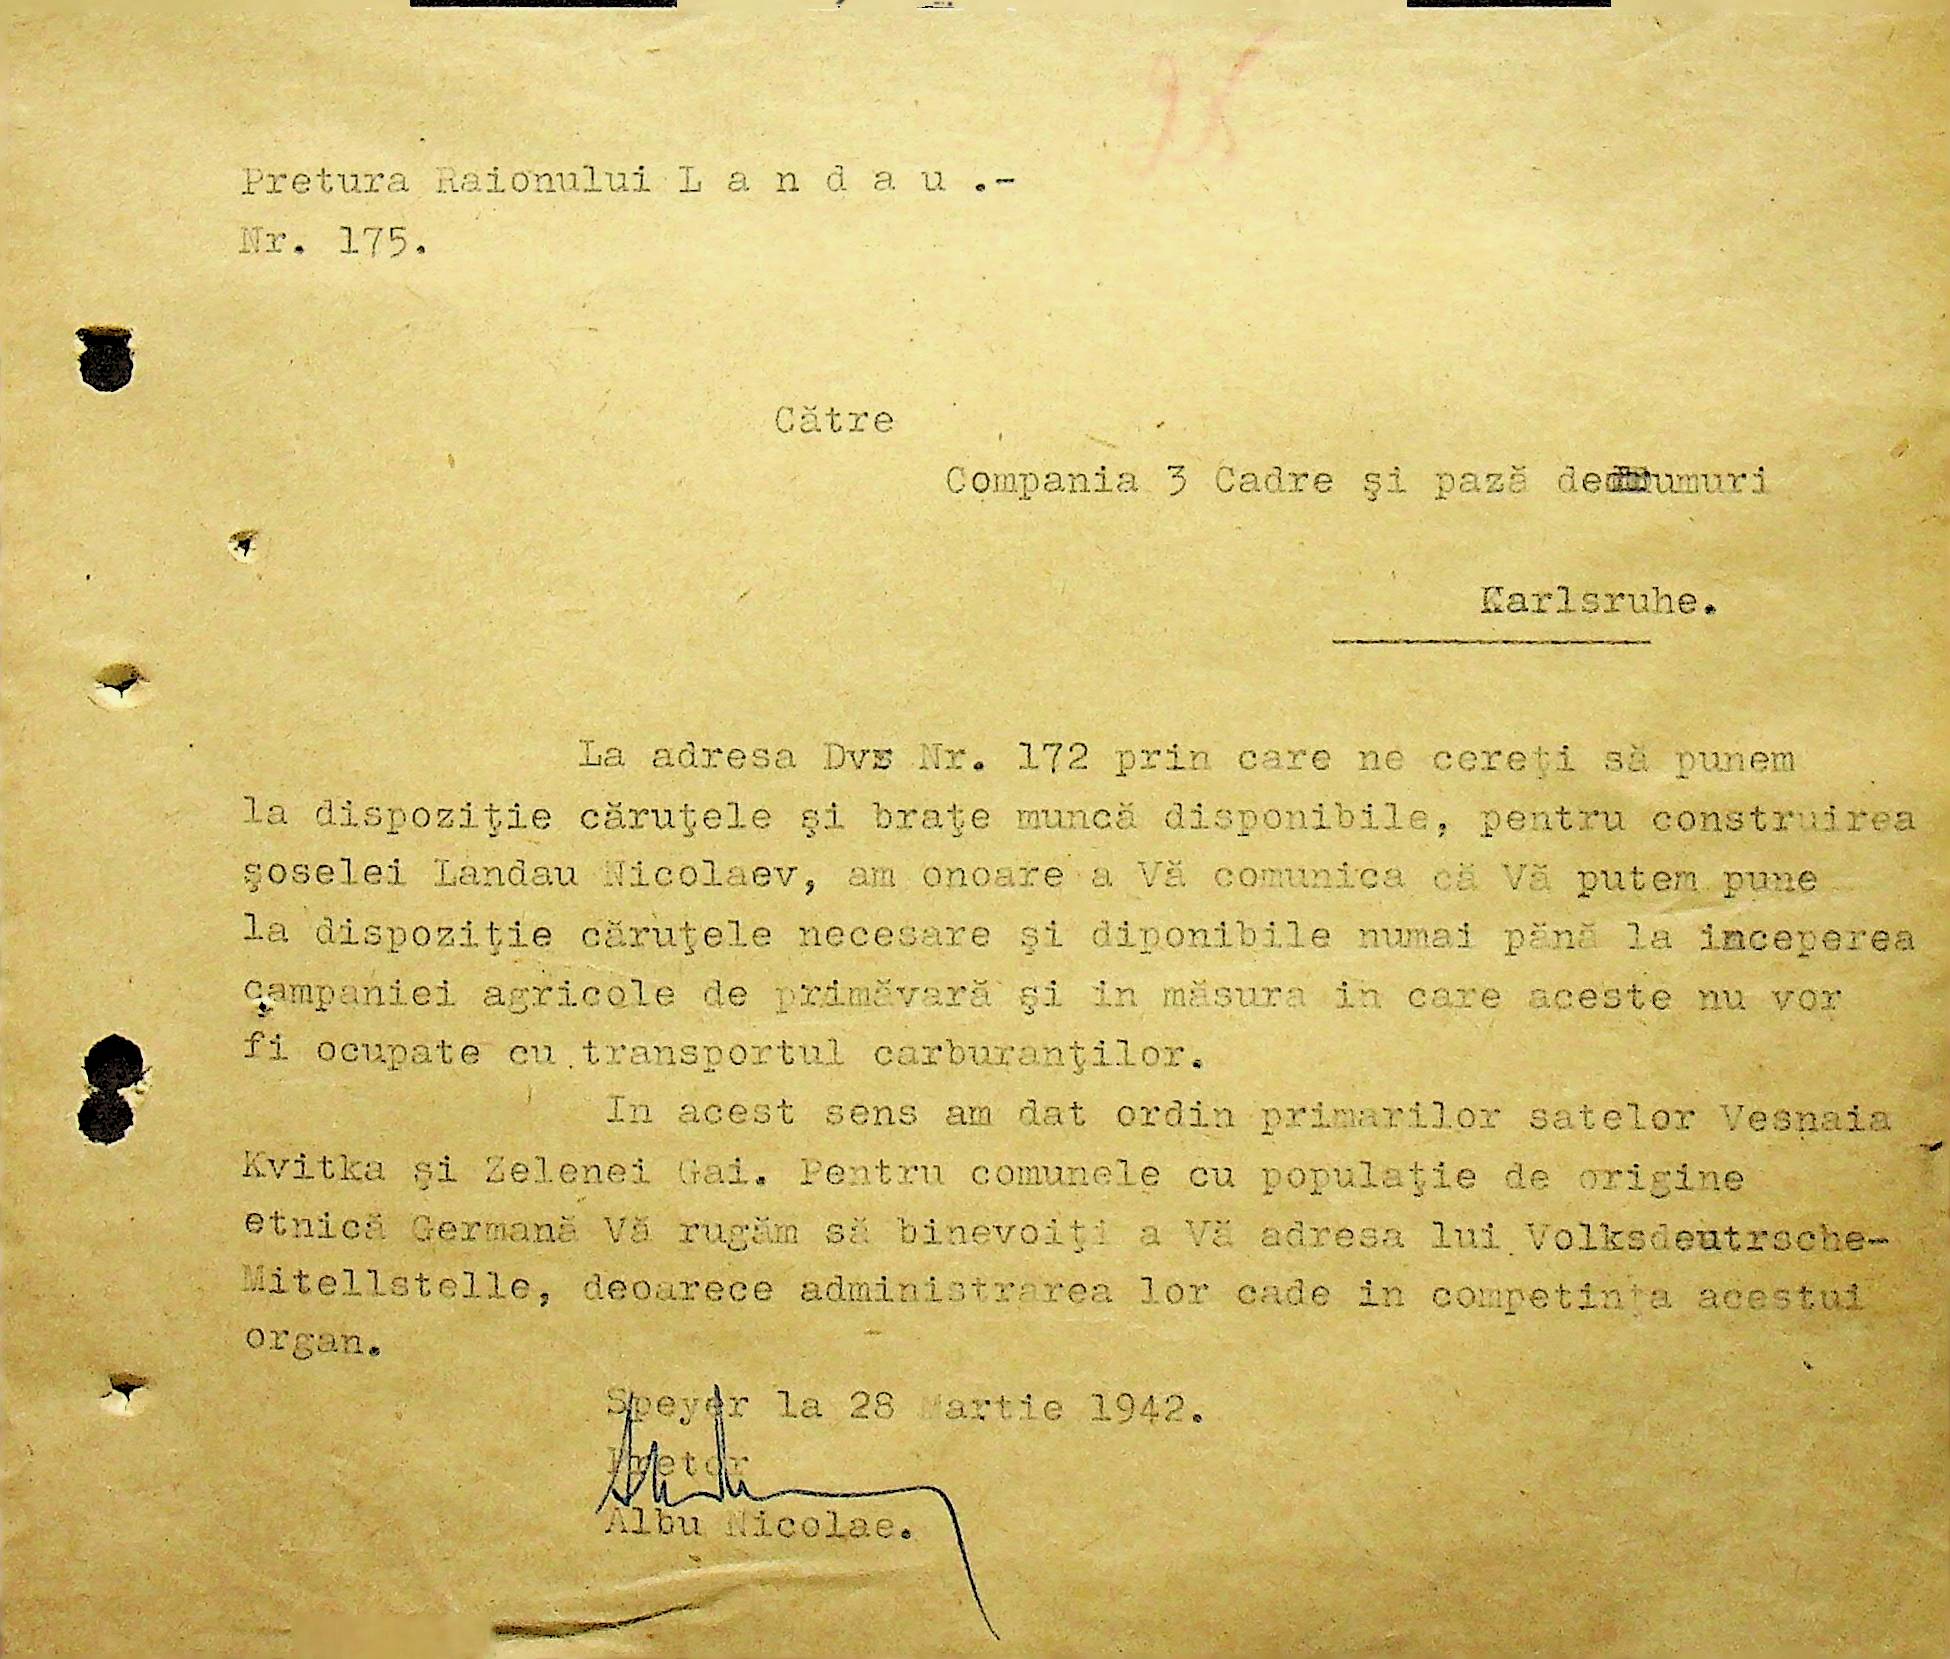 28
Pretura Raionului L a n d a u .-
Nr. 175.
Către
Compania 3 Cadre şi pază de drumuri
Karlsruhe.
La adresa Dvs Nr. 172 prin care ne cereţi să punem
la dispoziţie căruţele şi braţe muncă disponibile, pentru construirea
şoselei Landau Nicolaev, am onoare a Vă comunica că Vă putem pune
la dispoziţie căruţele necesare şi diponibile numai pănă la inceperea
campaniei agricole de primăvară şi in măsura in care aceste nu vor
fi ocupate cu transportul carburanţilor.
In acest sens am dat ordin primarilor satelor Vesnaia
Kvitka şi Zelenei Gai. Pentru comunele cu populaţie de origine
etnică Germană Vă rugăm să binevoiţi a Vă adresa lui Volksdeutrsche-
Mitellstelle, deoarece administrarea lor cade in competinţa acestui
organ.
Speyer la 28 Martie 1942.
Pretor
Albu Nicolae.